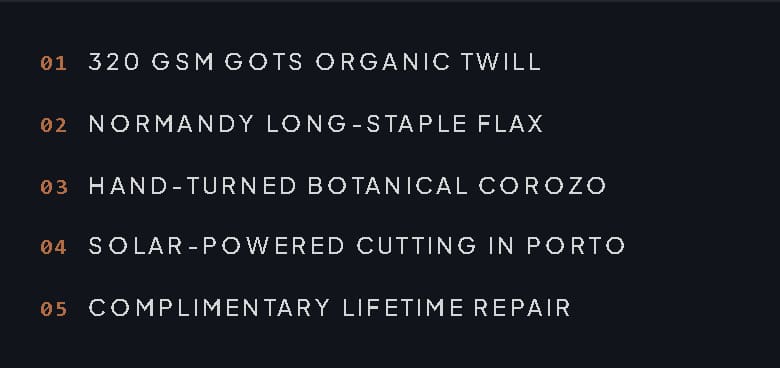 01 320 GSM GOTS ORGANIC TWILL
02 NORMANDY LONG-STAPLE FLAX
03 HAND-TURNED BOTANICAL COROZO
04 SOLAR-POWERED CUTTING IN PORTO
05 COMPLIMENTARY LIFETIME REPAIR